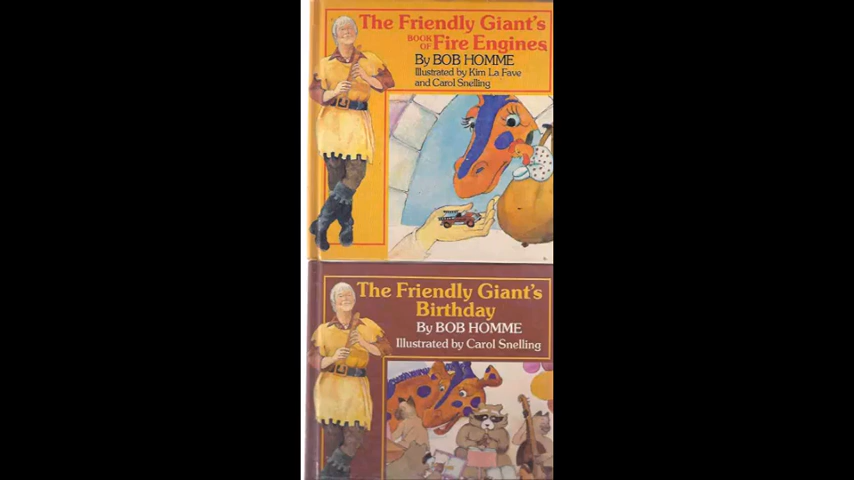 The Friendly Giant's
BOOK OF Fire Engines
By BOB HOMME
Illustrated by Kim La Fave
and Carol Snelling
The Friendly Giant's
Birthday
By BOB HOMME
Illustrated by Carol Snelling